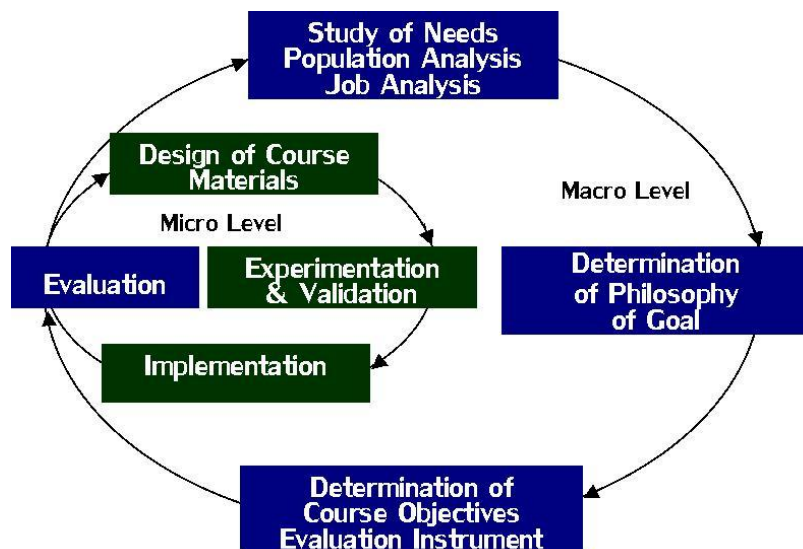 Study of Needs
Population Analysis
Job Analysis
Design of Course
Materials
Micro Level
Macro Level
Evaluation
Experimentation
& Validation
Determination
of Philosophy
of Goal
Implementation
Determination of
Course Objectives
Evaluation Instrument